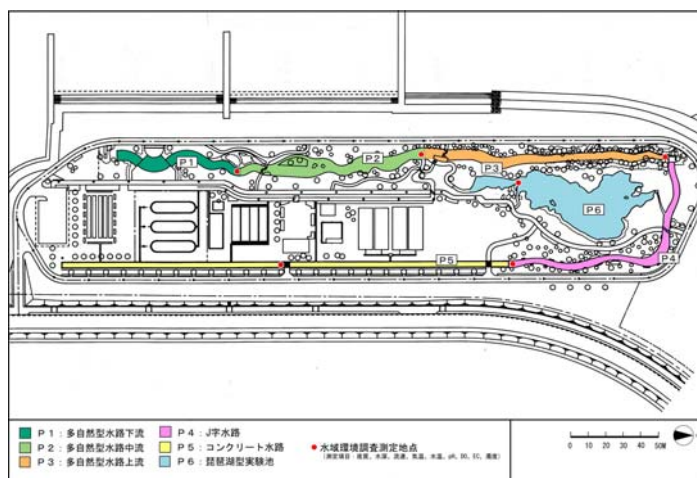 P1
P2
P3
P6
P5
P4
P1：多自然型水路下流
P2：多自然型水路中流
P3：多自然型水路上流
P4：J字水路
P5：コンクリート水路
P6：琵琶湖型実験池
水域環境調査測定地点
0 10 20 30 40 50M